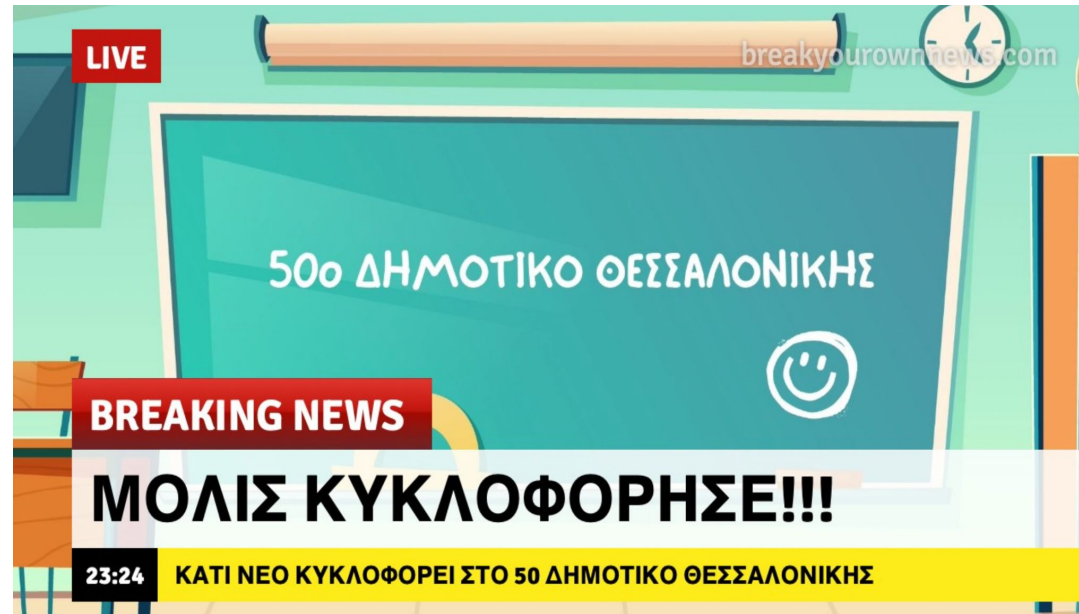 LIVE
breakyourownnews.com
50ο ΔΗΜΟΤΙΚΟ ΘΕΣΣΑΛΟΝΙΚΗΣ
BREAKING NEWS
ΜΟΛΙΣ ΚΥΚΛΟΦΟΡΗΣΕ!!!
23:24 ΚΑΤΙ ΝΕΟ ΚΥΚΛΟΦΟΡΕΙ ΣΤΟ 50 ΔΗΜΟΤΙΚΟ ΘΕΣΣΑΛΟΝΙΚΗΣ